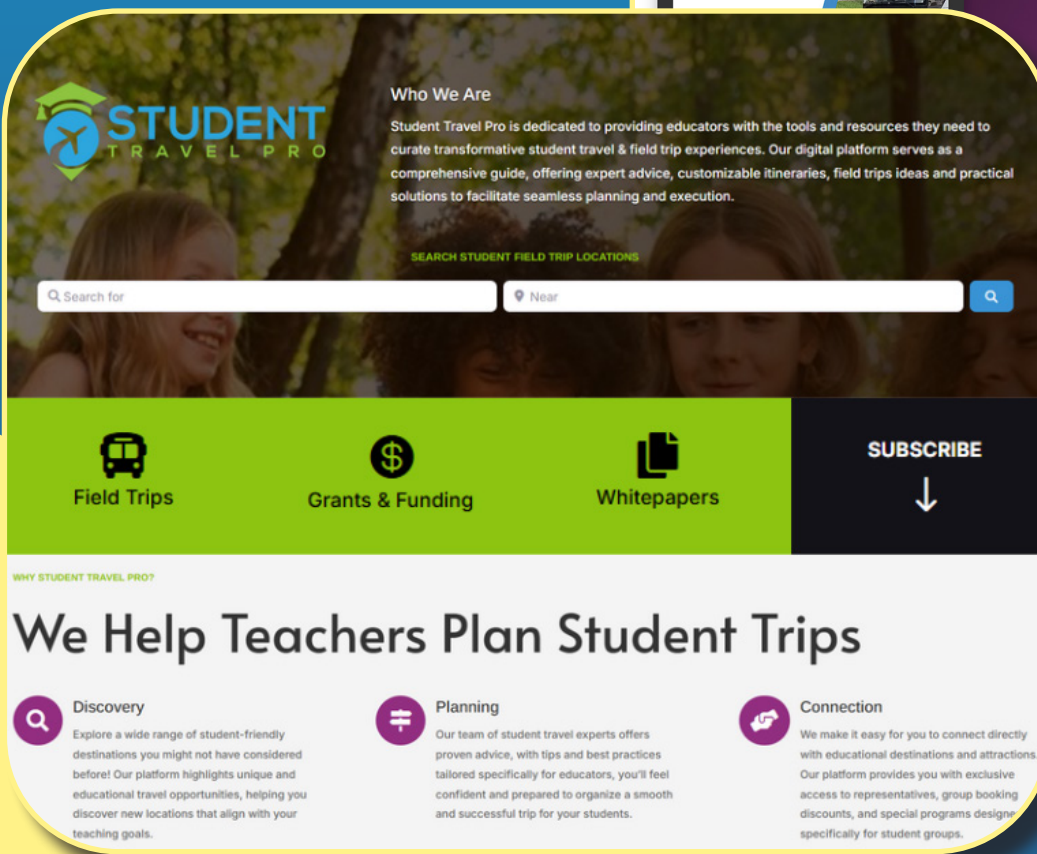 STUDENT
TRAVEL PRO
Who We Are
Student Travel Pro is dedicated to providing educators with the tools and resources they need to
curate transformative student travel & field trip experiences. Our digital platform serves as a
comprehensive guide, offering expert advice, customizable itineraries, field trips ideas and practical
solutions to facilitate seamless planning and execution.
SEARCH STUDENT FIELD TRIP LOCATIONS
Search for
Near
Field Trips
Grants & Funding
Whitepapers
SUBSCRIBE
WHY STUDENT TRAVEL PRO?
We Help Teachers Plan Student Trips
Discovery
Explore a wide range of student-friendly
destinations you might not have considered
before! Our platform highlights unique and
educational travel opportunities, helping you
discover new locations that align with your
teaching goals.
Planning
Our team of student travel experts offers
proven advice, with tips and best practices
tailored specifically for educators, you'll feel
confident and prepared to organize a smooth
and successful trip for your students.
Connection
We make it easy for you to connect directly
with educational destinations and attractions.
Our platform provides you with exclusive
access to representatives, group booking
discounts, and special programs designe
specifically for student groups.